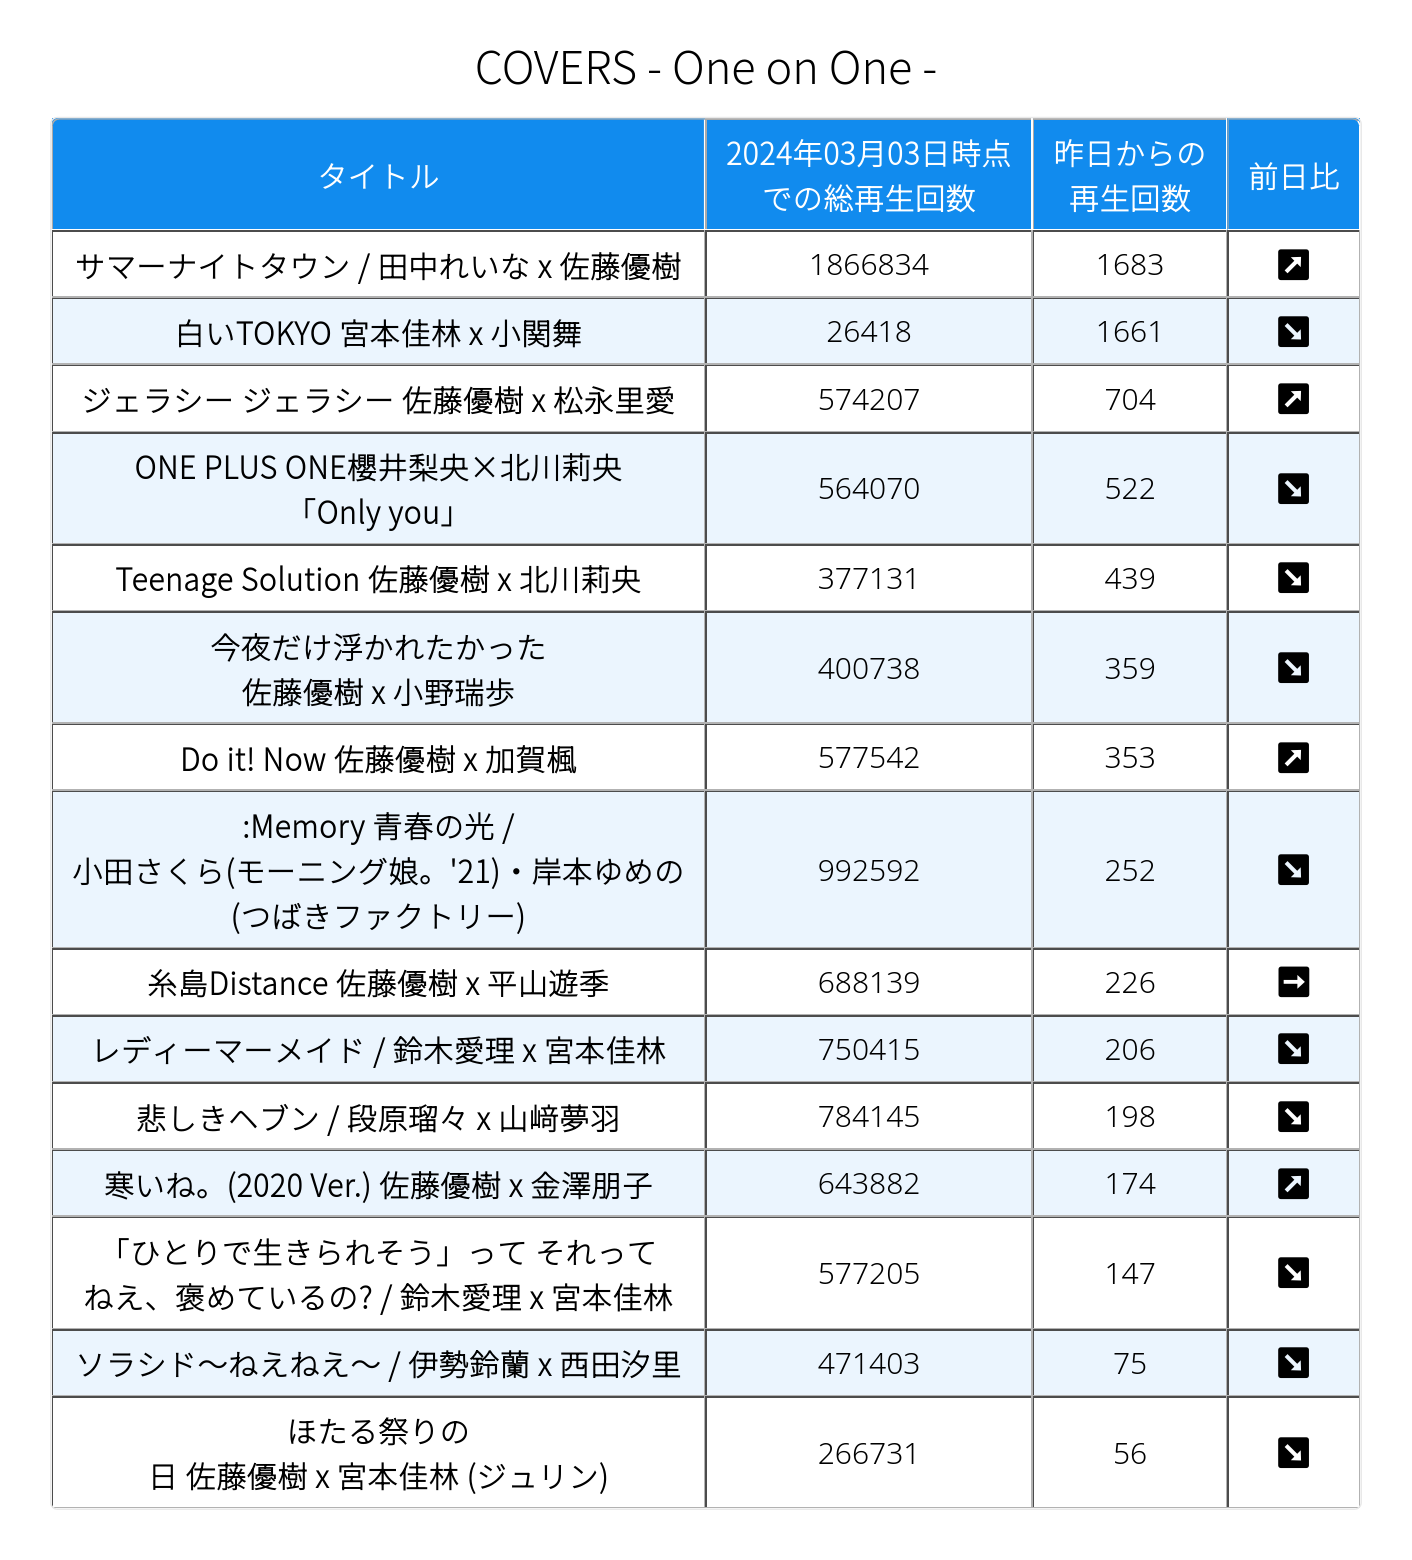 COVERS - One on One -
タイトル
2024年03月03日時点
での総再生回数
昨日からの
再生回数
前日比
サマーナイトタウン / 田中れいな x 佐藤優樹
1866834
1683
白いTOKYO 宮本佳林 x 小関舞
26418
1661
ジェラシー ジェラシー 佐藤優樹 x 松永里愛
574207
704
ONE PLUS ONE櫻井梨央×北川莉央
「Only you」
564070
522
Teenage Solution 佐藤優樹 x 北川莉央
377131
439
今夜だけ浮かれたかった
佐藤優樹 x 小野瑞歩
400738
359
Do it! Now 佐藤優樹 x 加賀楓
577542
353
:Memory 青春の光 /
小田さくら(モーニング娘。'21)・岸本ゆめの
(つばきファクトリー)
992592
252
糸島Distance 佐藤優樹 x 平山遊季
688139
226
レディーマーメイド / 鈴木愛理 x 宮本佳林
750415
206
悲しきヘブン / 段原瑠々 x 山﨑夢羽
784145
198
寒いね。(2020 Ver.) 佐藤優樹 x 金澤朋子
643882
174
「ひとりで生きられそう」って それって
ねえ、褒めているの? / 鈴木愛理 x 宮本佳林
577205
147
ソラシド～ねえねえ～ / 伊勢鈴蘭 x 西田汐里
471403
75
ほたる祭りの
日 佐藤優樹 x 宮本佳林 (ジュリン)
266731
56